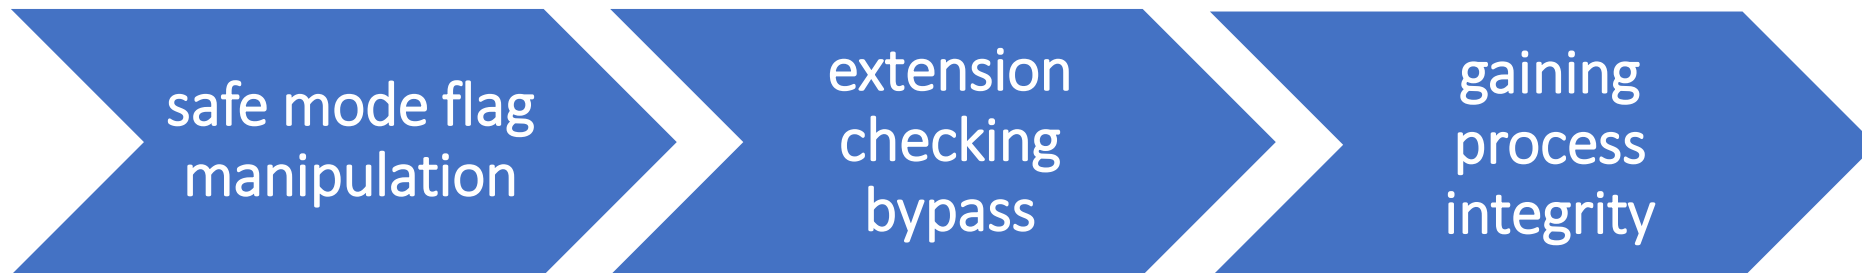 safe mode flag
manipulation
extension
checking
bypass
gaining
process
integrity